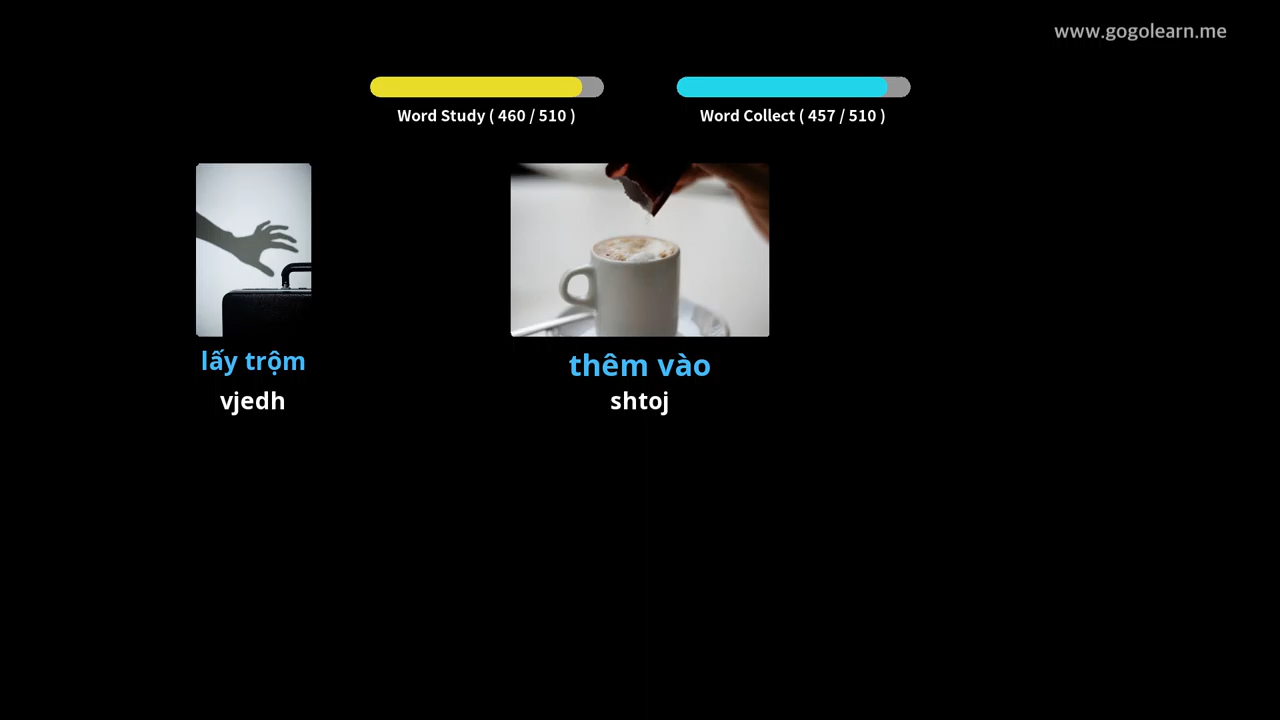 www.gogolearn.me
Word Study ( 460 / 510 )
Word Collect ( 457 / 510 )
lấy trộm
vjedh
thêm vào
shtoj